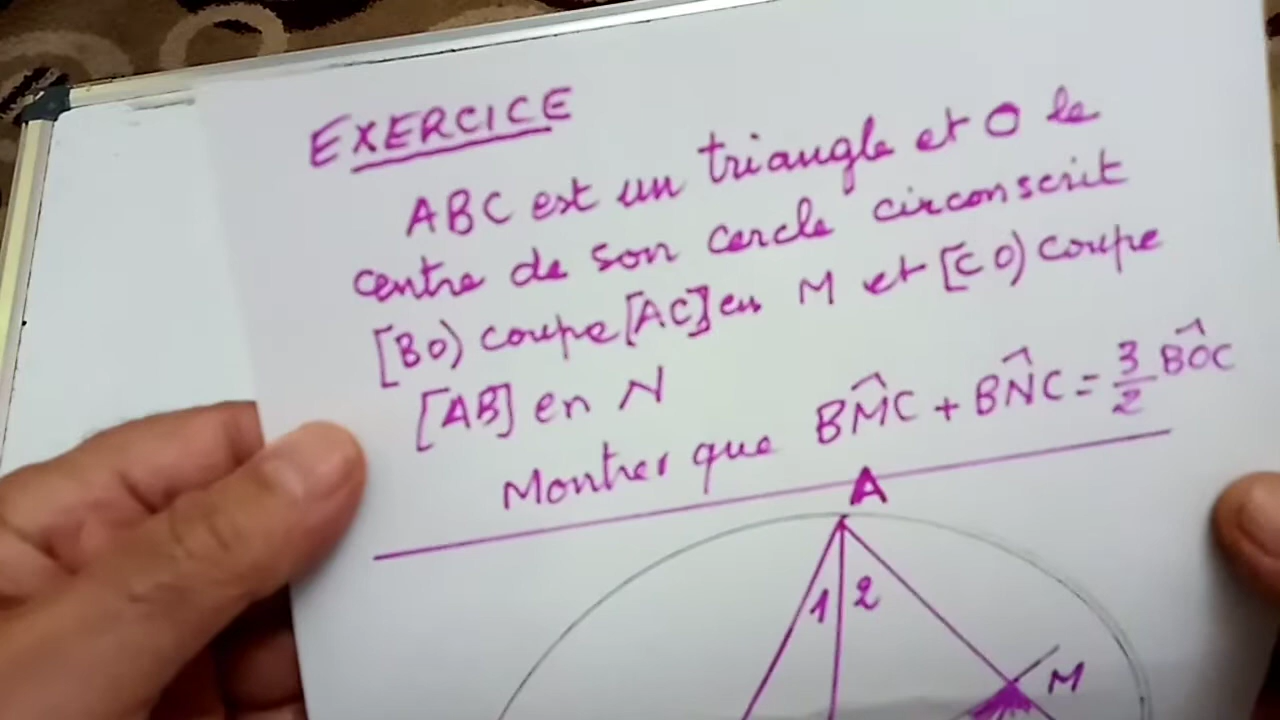 EXERCICE
ABC est un triangle et O le
centre de son cercle circonscrit
[BO) coupe [AC] en M et [CO) coupe
[AB] en N
Montrer que BM̂C + BN̂C = 3/2 BÔC
A
1 2
M